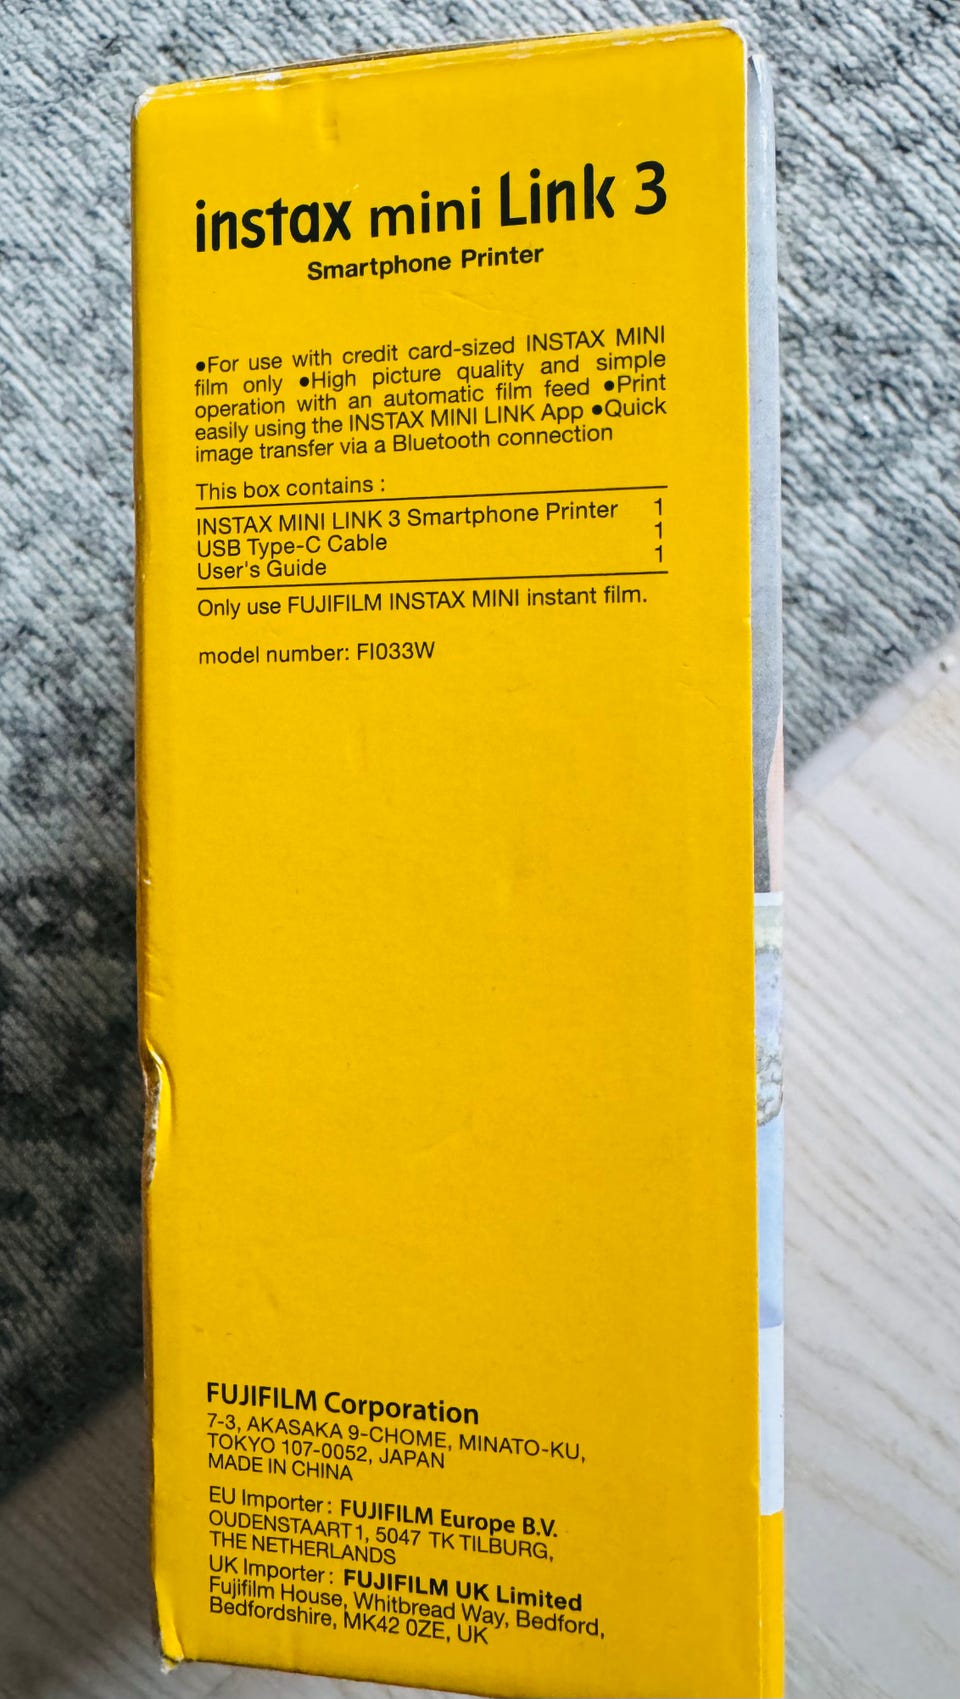 instax mini Link 3
Smartphone Printer
●For use with credit card-sized INSTAX MINI
film only ●High picture quality and simple
operation with an automatic film feed ●Print
easily using the INSTAX MINI LINK App ●Quick
image transfer via a Bluetooth connection
This box contains :
INSTAX MINI LINK 3 Smartphone Printer 1
USB Type-C Cable 1
User's Guide 1
Only use FUJIFILM INSTAX MINI instant film.
model number: FI033W
FUJIFILM Corporation
7-3, AKASAKA 9-CHOME, MINATO-KU,
TOKYO 107-0052, JAPAN
MADE IN CHINA
EU Importer : FUJIFILM Europe B.V.
OUDENSTAART 1, 5047 TK TILBURG,
THE NETHERLANDS
UK Importer : FUJIFILM UK Limited
Fujifilm House, Whitbread Way, Bedford,
Bedfordshire, MK42 0ZE, UK